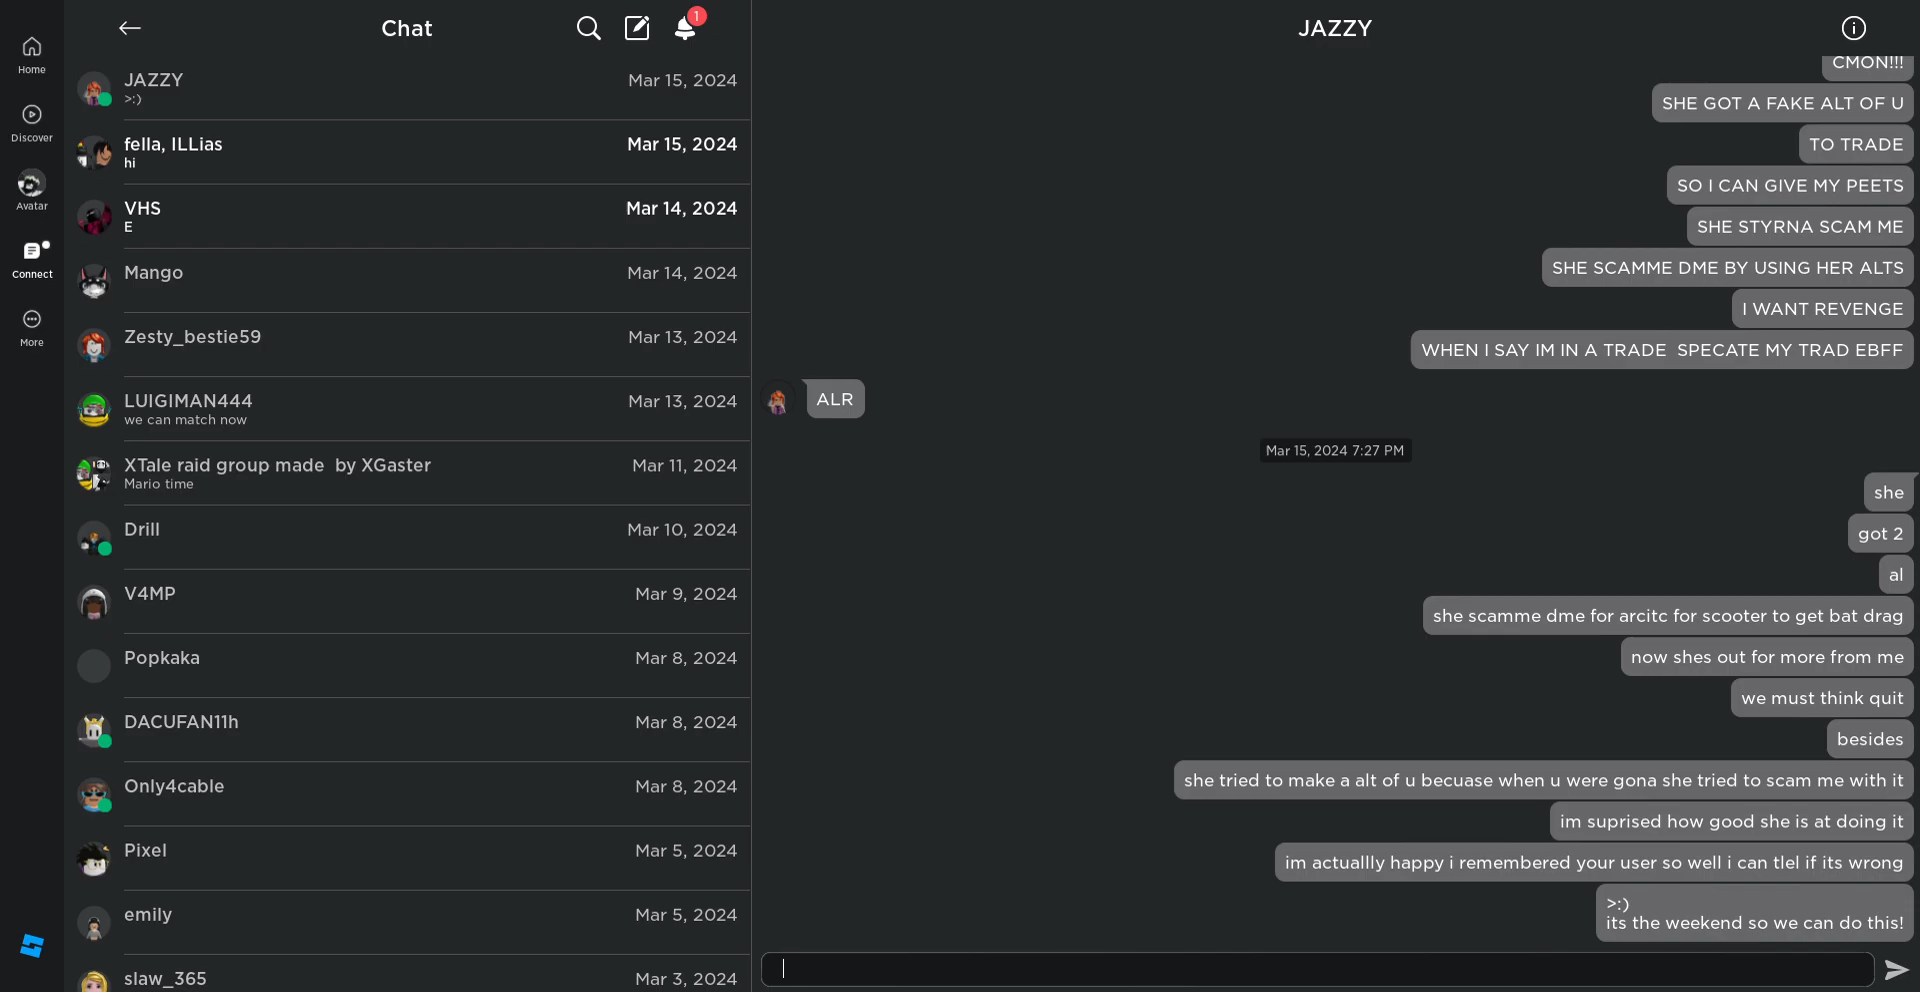 Home
Discover
Avatar
Connect
More
Chat
1
JAZZY
Mar 15, 2024
>:)
fella, ILLias
Mar 15, 2024
hi
VHS
Mar 14, 2024
E
Mango
Mar 14, 2024
Zesty_bestie59
Mar 13, 2024
LUIGIMAN444
Mar 13, 2024
we can match now
XTale raid group made  by XGaster
Mar 11, 2024
Mario time
Drill
Mar 10, 2024
V4MP
Mar 9, 2024
Popkaka
Mar 8, 2024
DACUFAN11h
Mar 8, 2024
Only4cable
Mar 8, 2024
Pixel
Mar 5, 2024
emily
Mar 5, 2024
slaw_365
Mar 3, 2024
JAZZY
CMON!!!
SHE GOT A FAKE ALT OF U
TO TRADE
SO I CAN GIVE MY PEETS
SHE STYRNA SCAM ME
SHE SCAMME DME BY USING HER ALTS
I WANT REVENGE
WHEN I SAY IM IN A TRADE  SPECATE MY TRAD EBFF
ALR
Mar 15, 2024 7:27 PM
she
got 2
al
she scamme dme for arcitc for scooter to get bat drag
now shes out for more from me
we must think quit
besides
she tried to make a alt of u becuase when u were gona she tried to scam me with it
im suprised how good she is at doing it
im actuallly happy i remembered your user so well i can tlel if its wrong
>:)
its the weekend so we can do this!